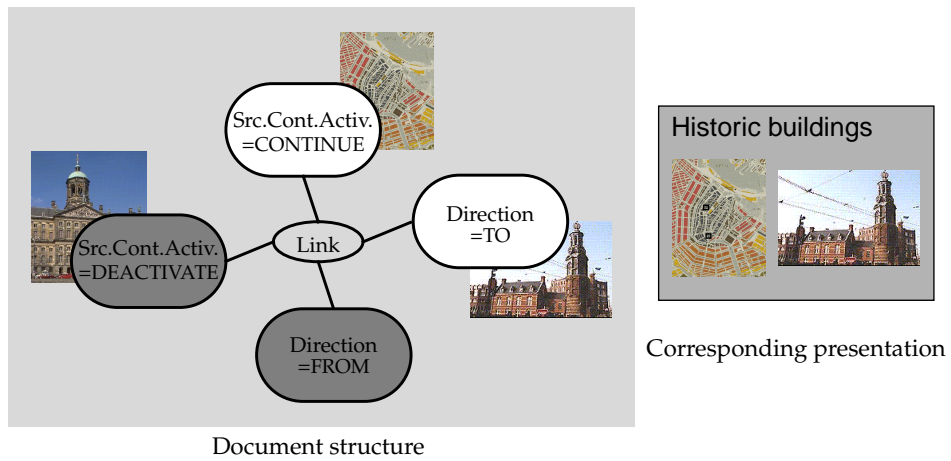 Src.Cont.Activ.
=CONTINUE
Historic buildings
Direction
=TO
Src.Cont.Activ.
=DEACTIVATE
Link
Direction
=FROM
Corresponding presentation
Document structure